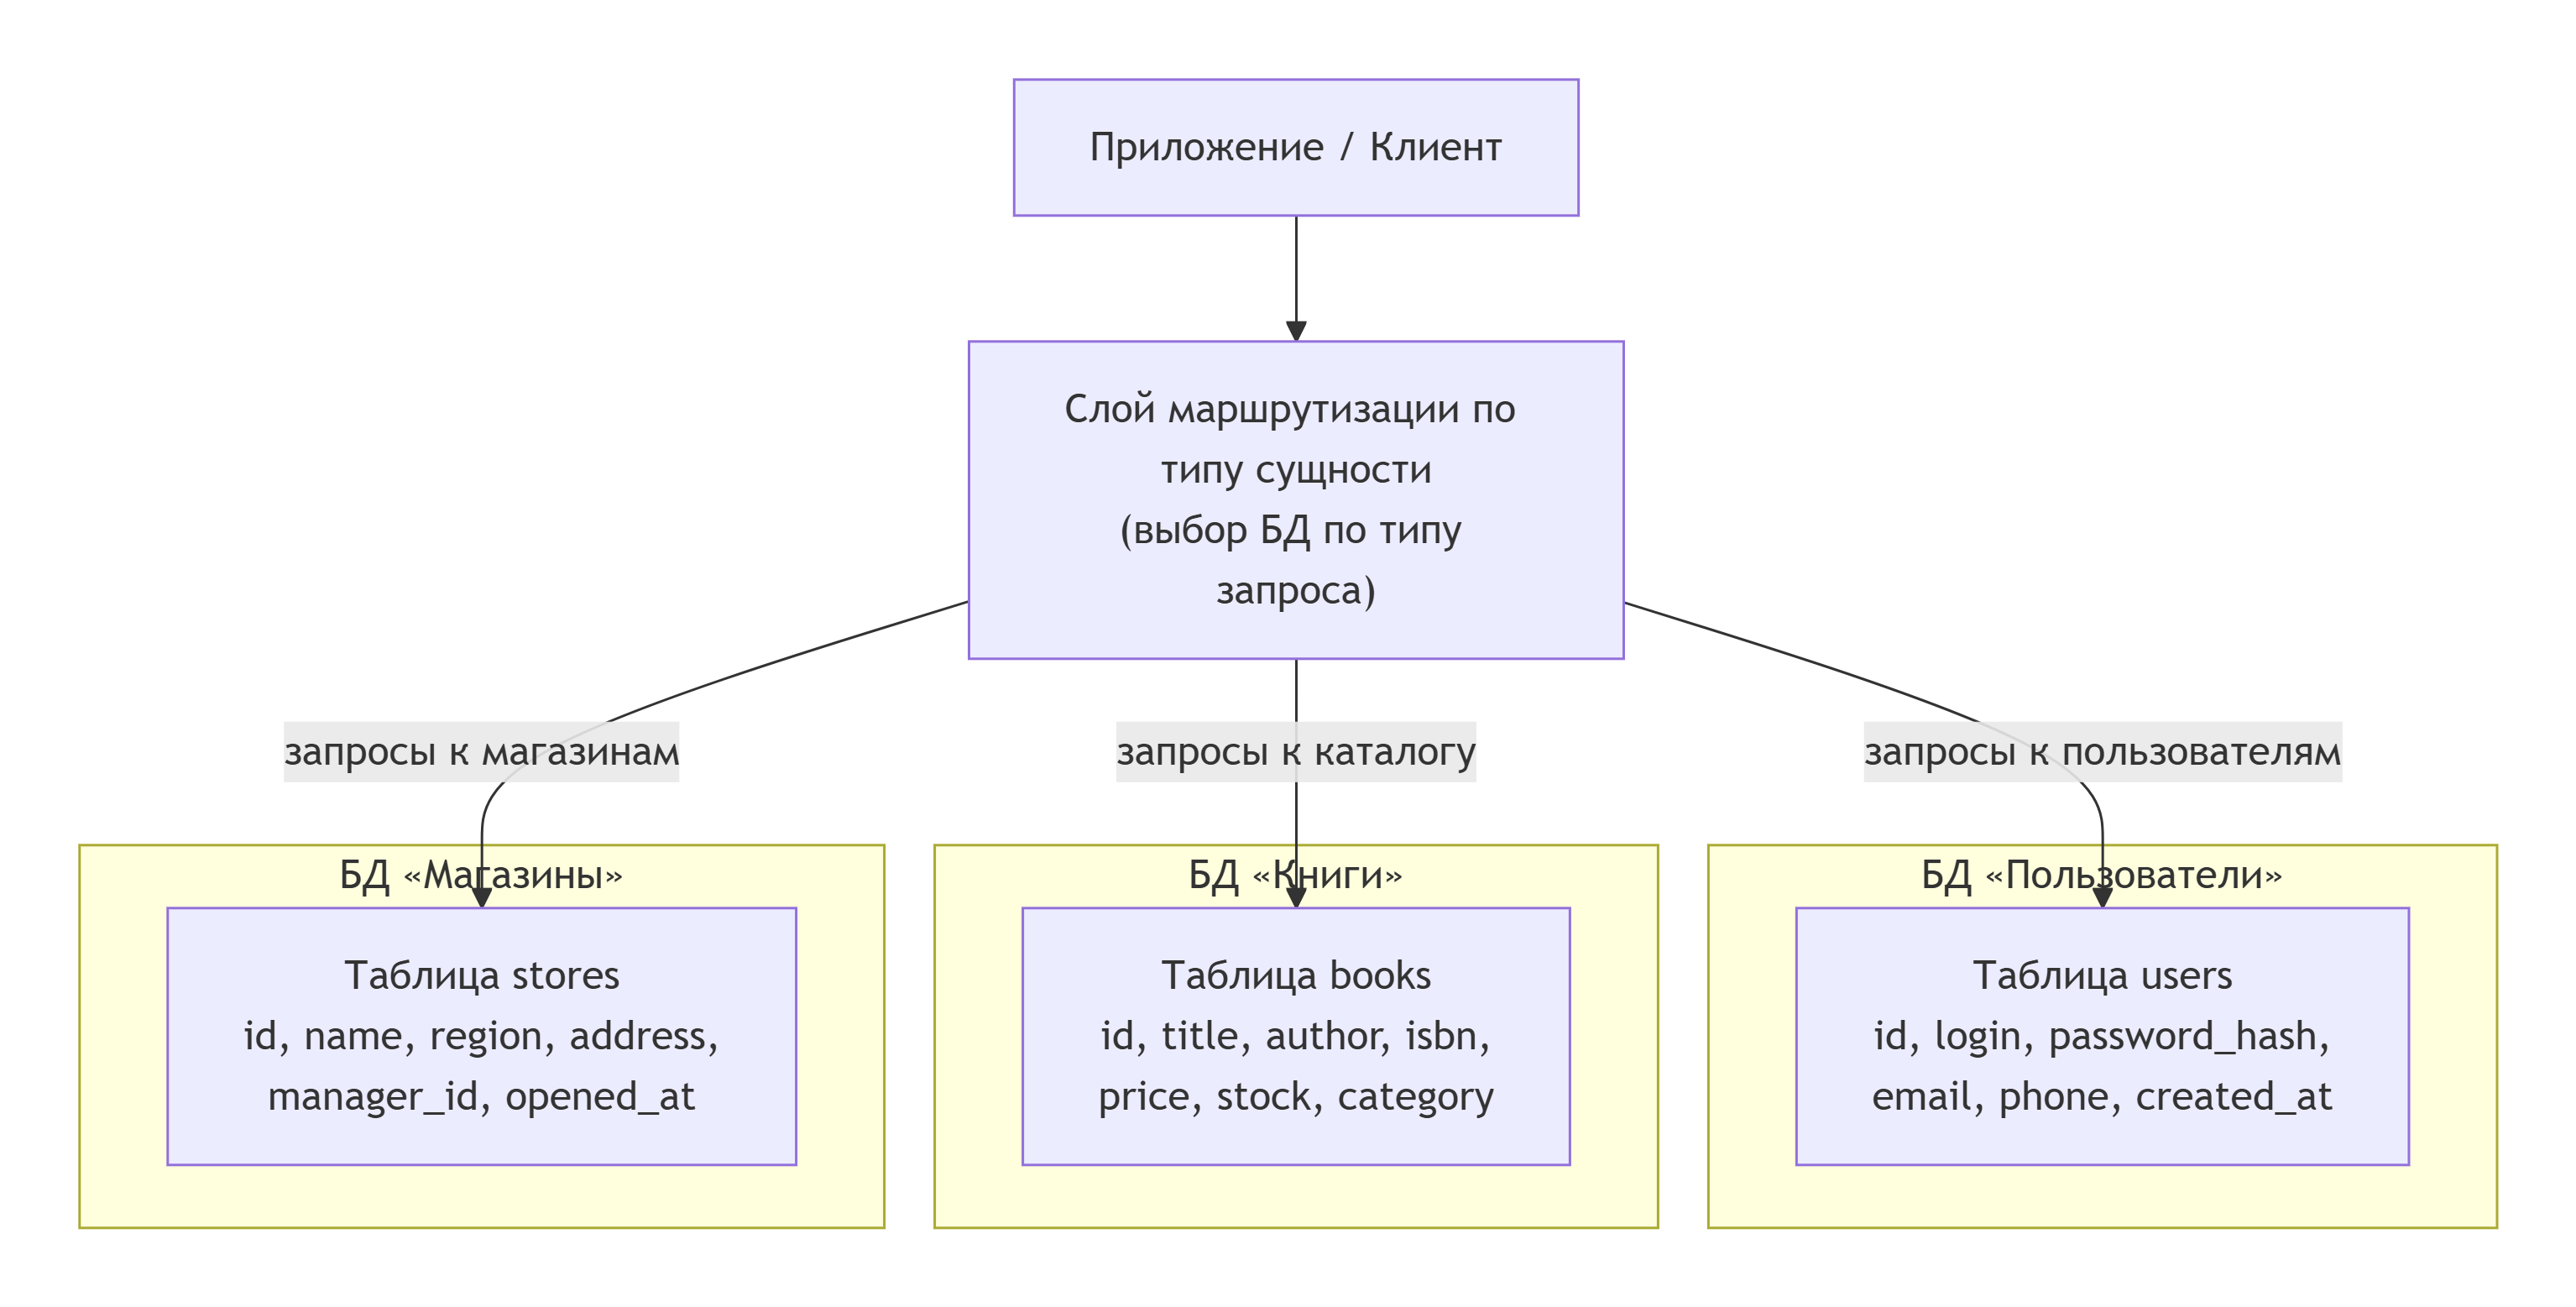 Приложение / Клиент
Слой маршрутизации по
типу сущности
(выбор БД по типу
запроса)
запросы к магазинам
запросы к каталогу
запросы к пользователям
БД «Магазины»
Таблица stores
id, name, region, address,
manager_id, opened_at
БД «Книги»
Таблица books
id, title, author, isbn,
price, stock, category
БД «Пользователи»
Таблица users
id, login, password_hash,
email, phone, created_at